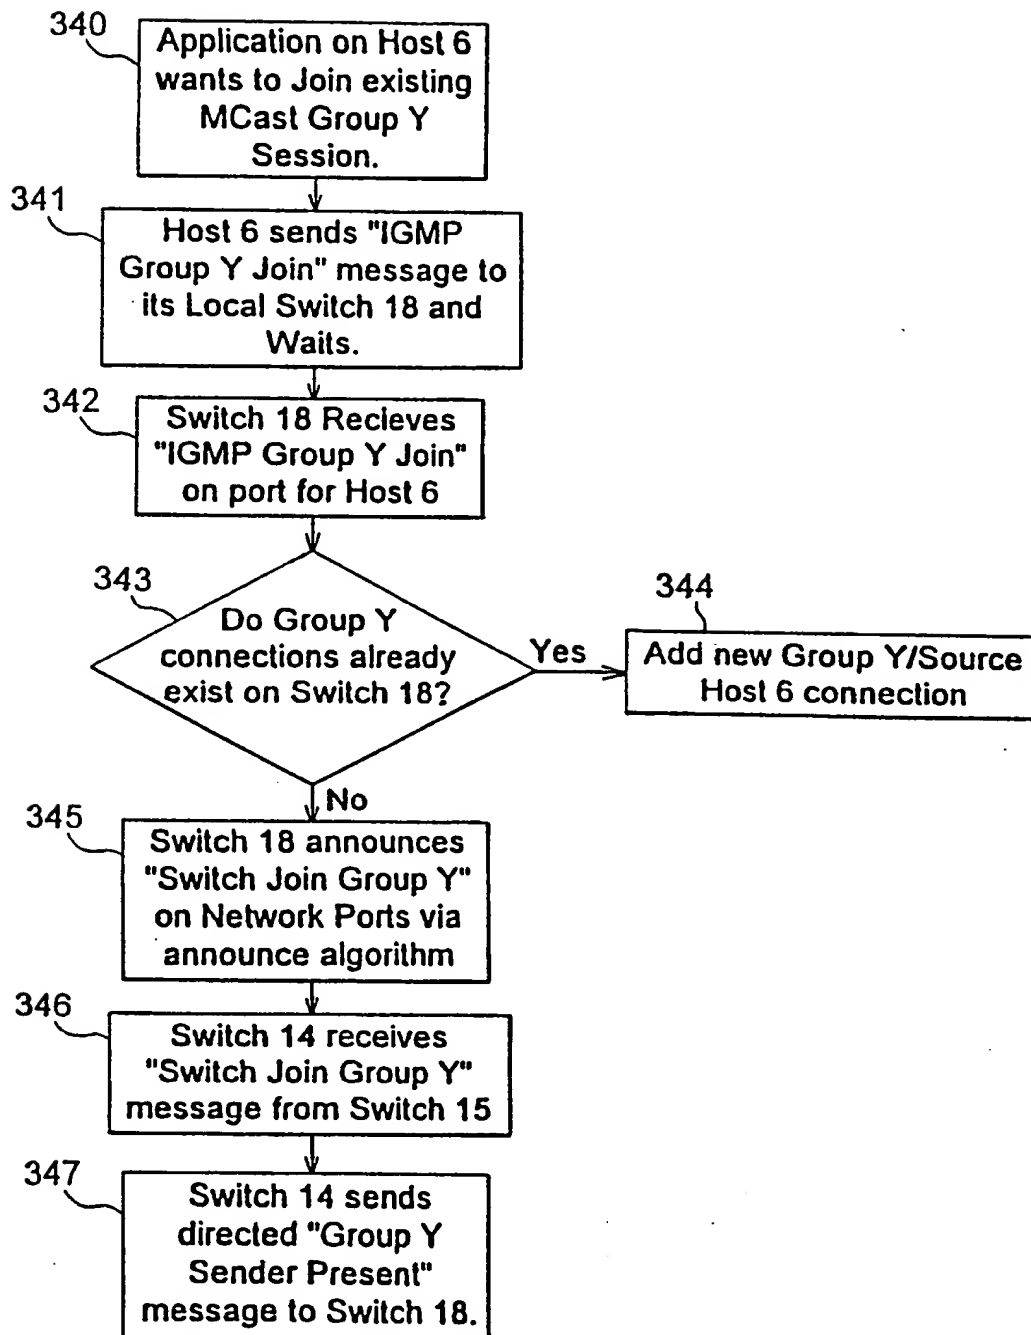 340
Application on Host 6
wants to Join existing
MCast Group Y
Session.
341
Host 6 sends "IGMP
Group Y Join" message to
its Local Switch 18 and
Waits.
342
Switch 18 Recieves
"IGMP Group Y Join"
on port for Host 6
343
Do Group Y
connections already
exist on Switch 18?
Yes
344
Add new Group Y/Source
Host 6 connection
No
345
Switch 18 announces
"Switch Join Group Y"
on Network Ports via
announce algorithm
346
Switch 14 receives
"Switch Join Group Y"
message from Switch 15
347
Switch 14 sends
directed "Group Y
Sender Present"
message to Switch 18.